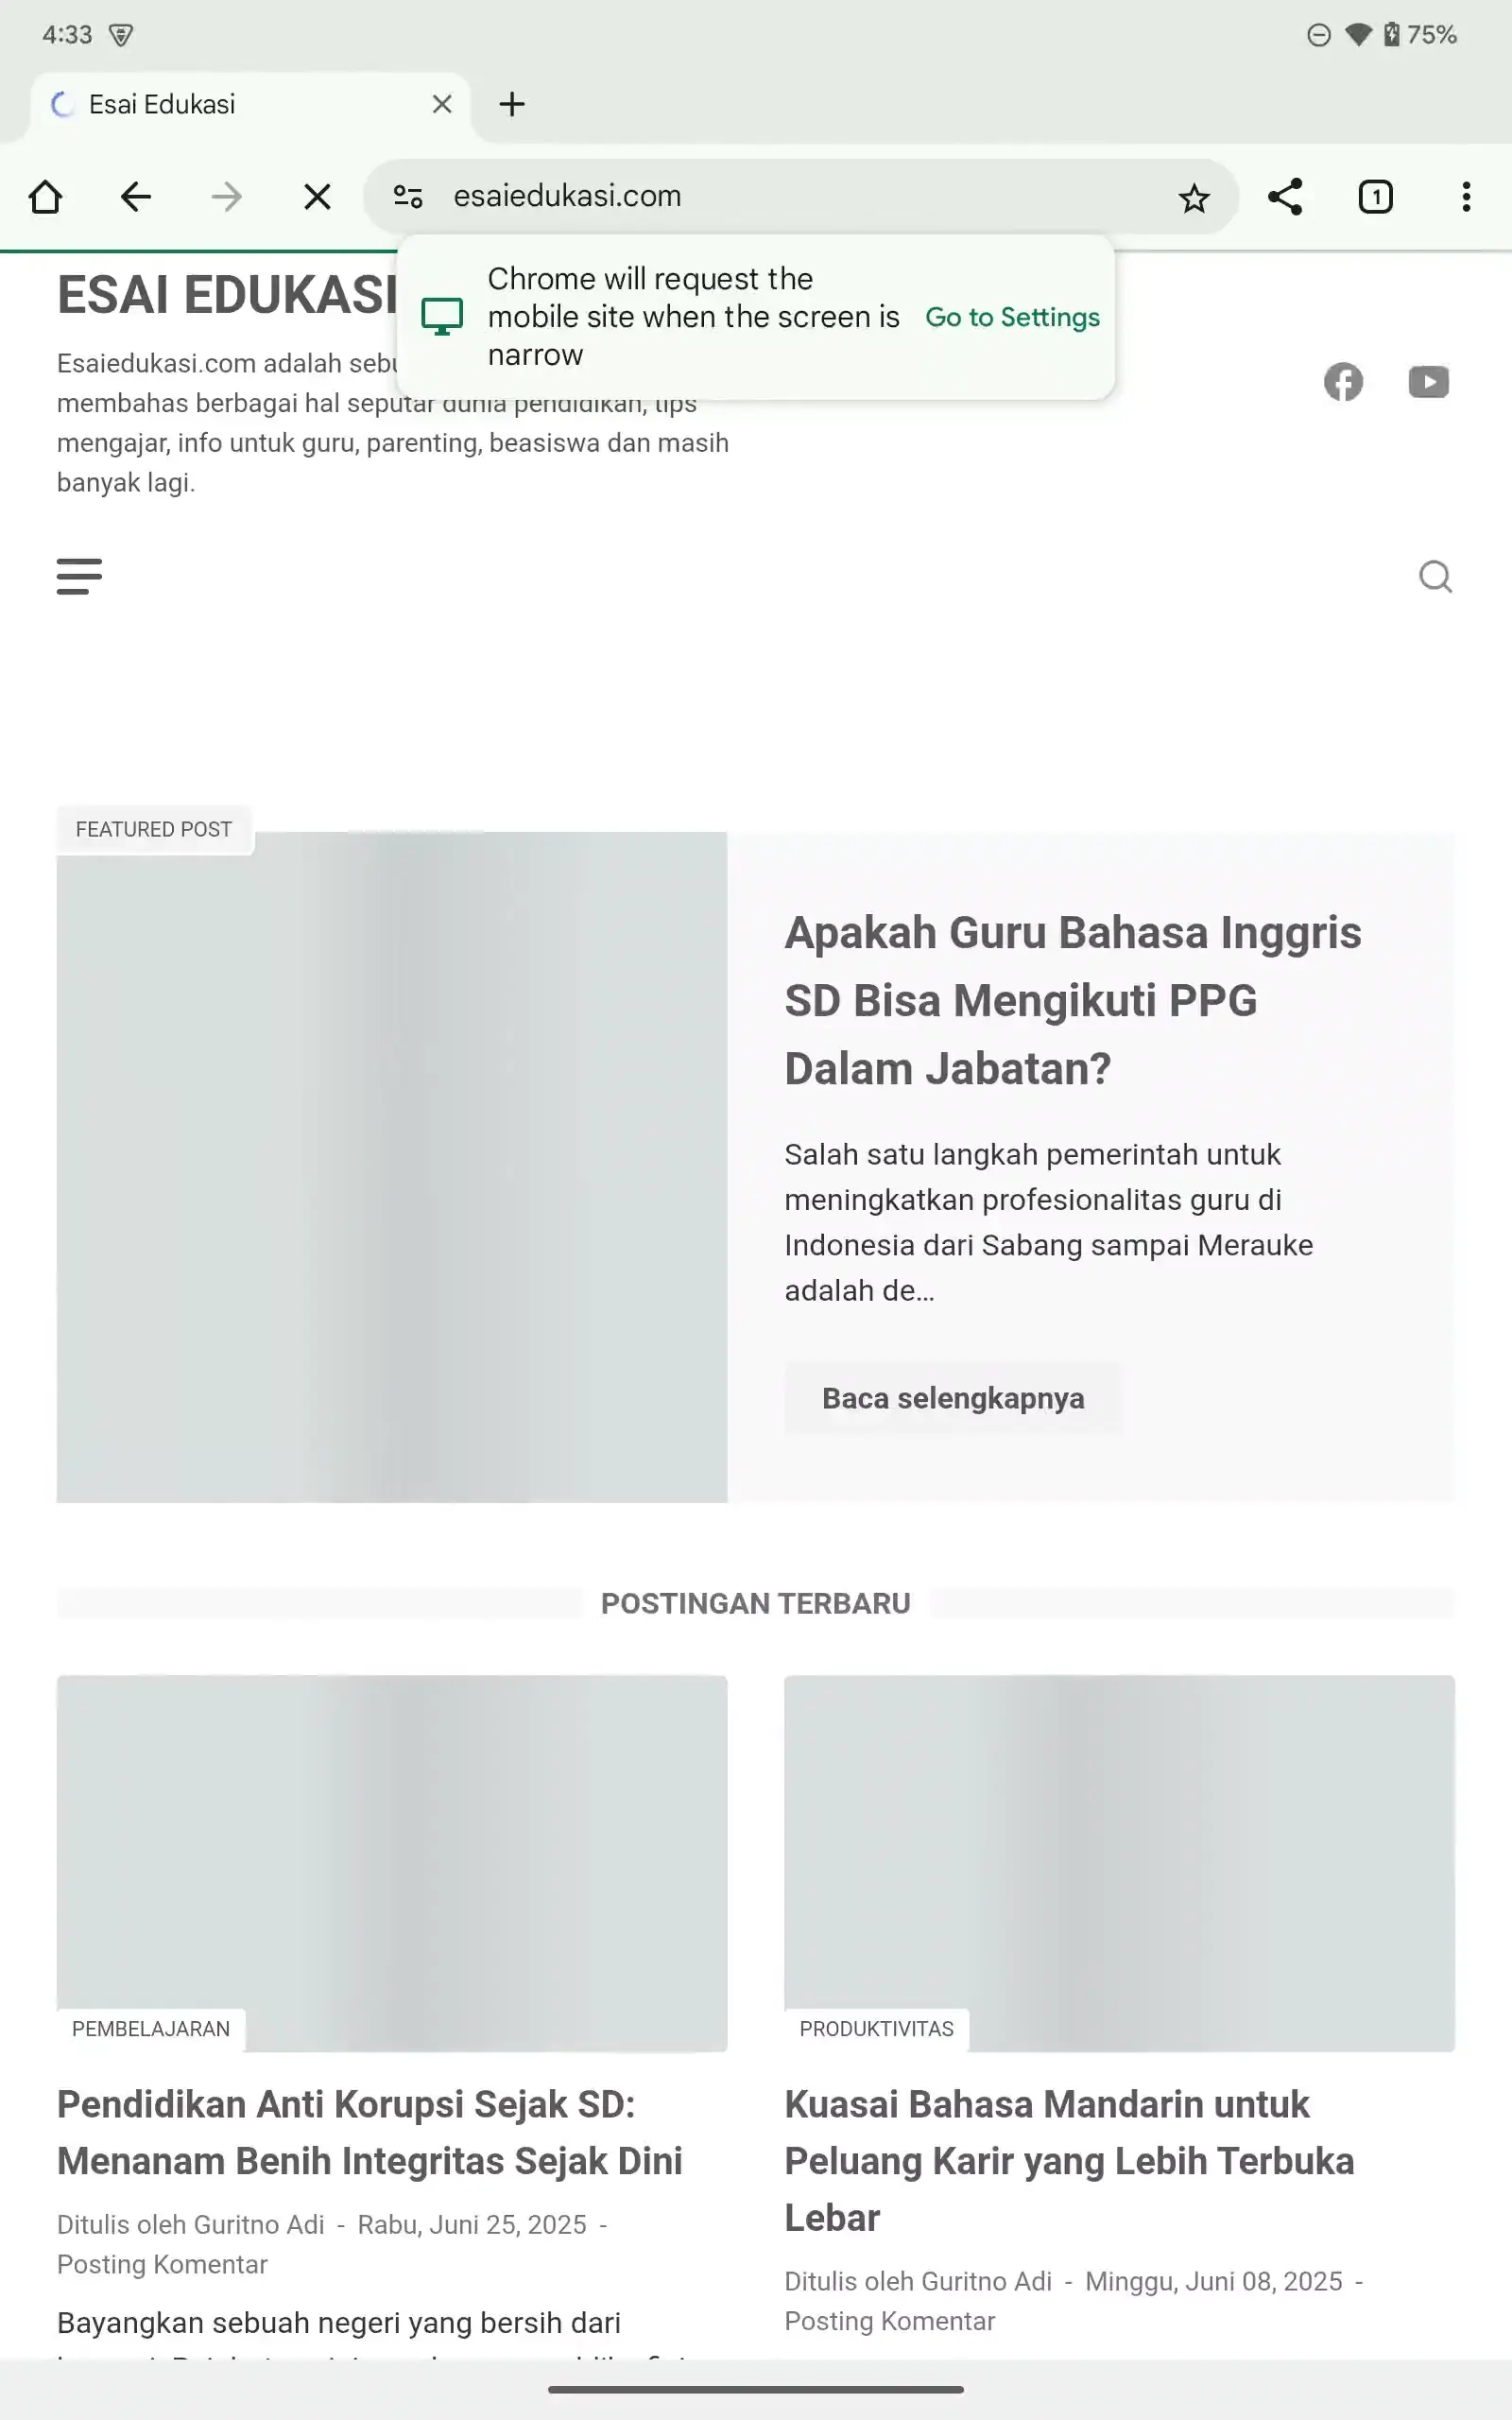 4:33
75%
Esai Edukasi
esaiedukasi.com
1
Chrome will request the
mobile site when the screen is
narrow
Go to Settings
ESAI EDUKASI
Esaiedukasi.com adalah
membahas berbagai hal seputar dunia pendidikan, tips
mengajar, info untuk guru, parenting, beasiswa dan masih
banyak lagi.
FEATURED POST
Apakah Guru Bahasa Inggris
SD Bisa Mengikuti PPG
Dalam Jabatan?
Salah satu langkah pemerintah untuk
meningkatkan profesionalitas guru di
Indonesia dari Sabang sampai Merauke
adalah de...
Baca selengkapnya
POSTINGAN TERBARU
PEMBELAJARAN
Pendidikan Anti Korupsi Sejak SD:
Menanam Benih Integritas Sejak Dini
Ditulis oleh Guritno Adi - Rabu, Juni 25, 2025 -
Posting Komentar
Bayangkan sebuah negeri yang bersih dari
PRODUKTIVITAS
Kuasai Bahasa Mandarin untuk
Peluang Karir yang Lebih Terbuka
Lebar
Ditulis oleh Guritno Adi - Minggu, Juni 08, 2025 -
Posting Komentar